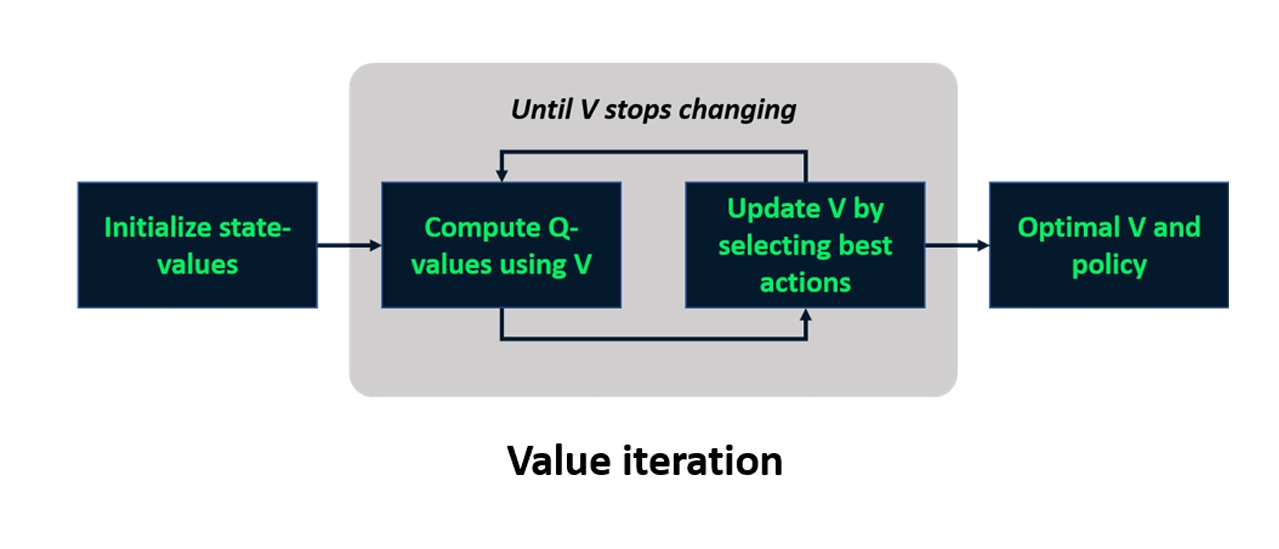 Until V stops changing
Initialize state-
values
Compute Q-
values using V
Update V by
selecting best
actions
Optimal V and
policy
Value iteration